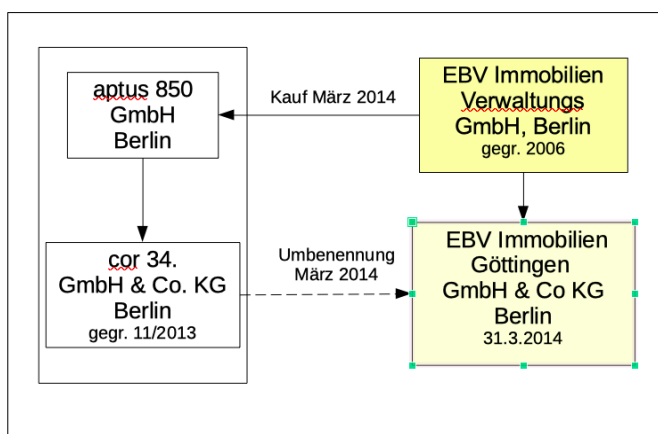 aptus 850
GmbH
Berlin
Kauf März 2014
EBV Immobilien
Verwaltungs
GmbH, Berlin
gegr. 2006
cor 34.
GmbH & Co. KG
Berlin
gegr. 11/2013
Umbenennung
März 2014
EBV Immobilien
Göttingen
GmbH & Co KG
Berlin
31.3.2014